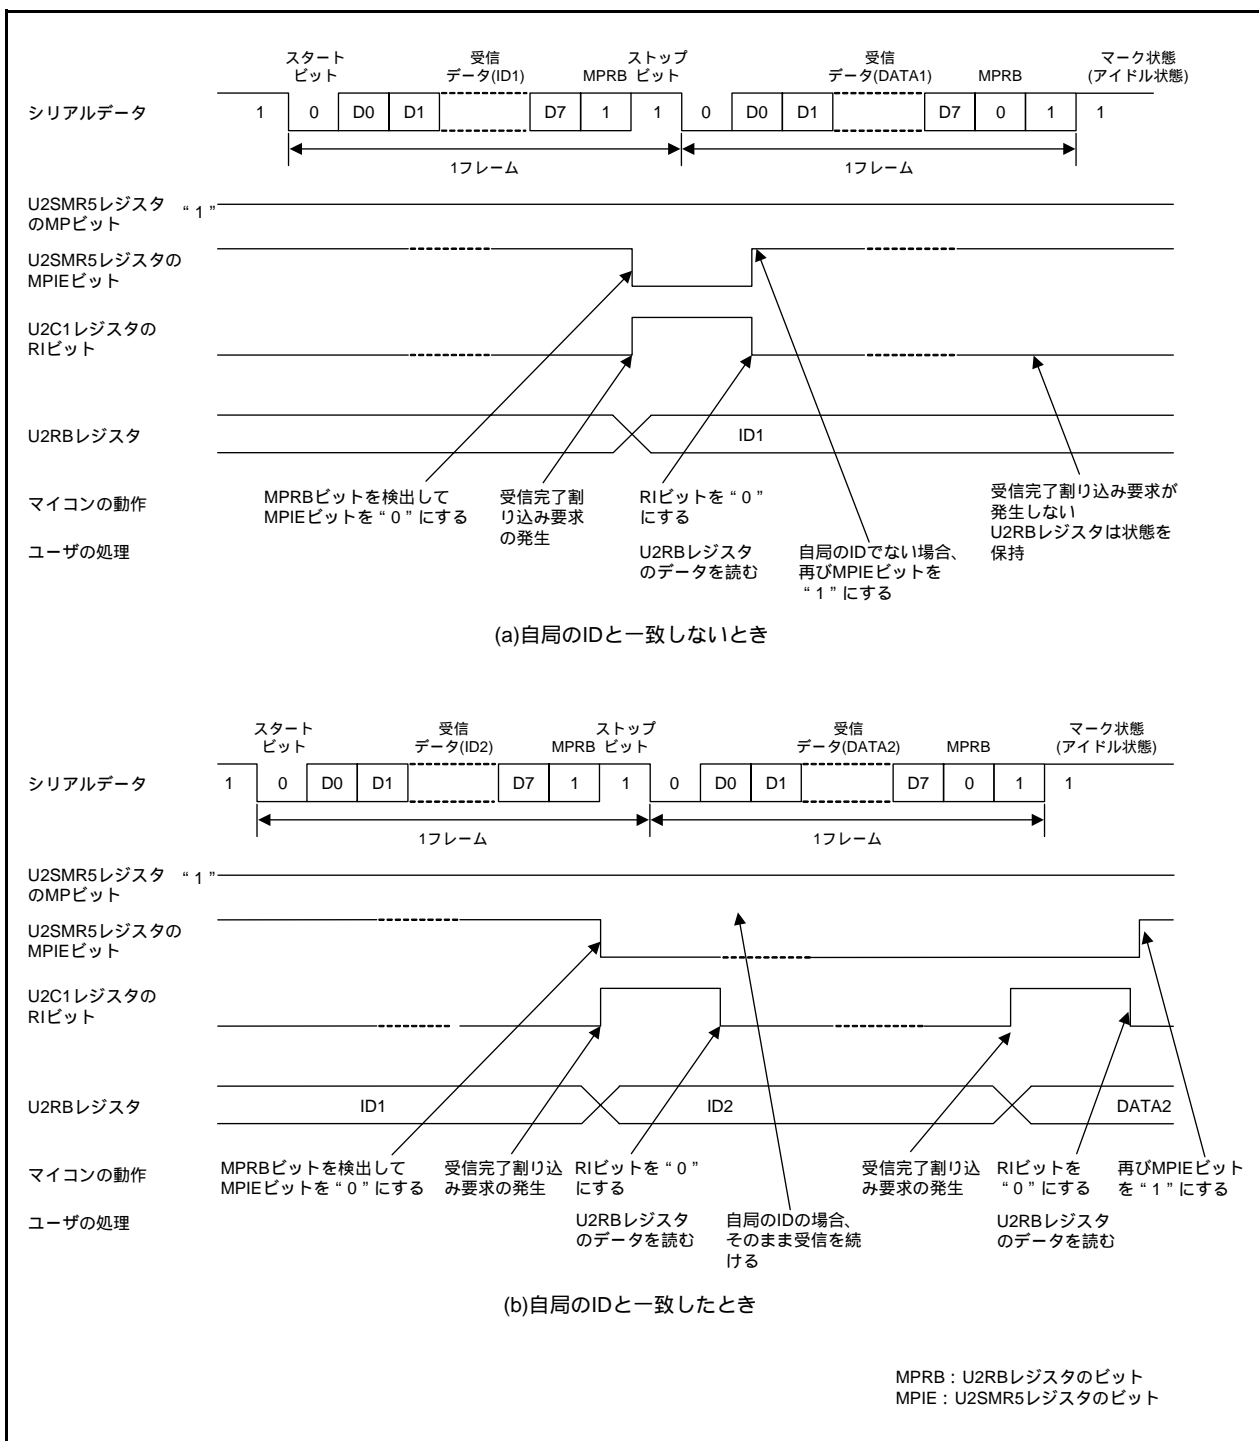 スタート
ビット
受信
データ(ID1)
MPRB
ストップ
ビット
受信
データ(DATA1)
MPRB
マーク状態
(アイドル状態)
シリアルデータ
1 0 D0 D1 D7 1 1 0 D0 D1 D7 0 1 1
1フレーム 1フレーム
U2SMR5レジスタ
のMPビット
“ 1 ”
U2SMR5レジスタの
MPIEビット
U2C1レジスタの
RIビット
U2RBレジスタ
ID1
マイコンの動作
MPRBビットを検出して
MPIEビットを“ 0 ”にする
受信完了割
り込み要求
の発生
RIビットを“ 0 ”
にする
受信完了割り込み要求が
発生しない
U2RBレジスタは状態を
保持
ユーザの処理
U2RBレジスタ
のデータを読む
自局のIDでない場合、
再びMPIEビットを
“ 1 ”にする
(a)自局のIDと一致しないとき
スタート
ビット
受信
データ(ID2)
MPRB
ストップ
ビット
受信
データ(DATA2)
MPRB
マーク状態
(アイドル状態)
シリアルデータ
1 0 D0 D1 D7 1 1 0 D0 D1 D7 0 1 1
1フレーム 1フレーム
U2SMR5レジスタ
のMPビット
“ 1 ”
U2SMR5レジスタの
MPIEビット
U2C1レジスタの
RIビット
U2RBレジスタ
ID1 ID2 DATA2
マイコンの動作
MPRBビットを検出して
MPIEビットを“ 0 ”にする
受信完了割り込
み要求の発生
RIビットを“ 0 ”
にする
受信完了割り込
み要求の発生
RIビットを
“ 0 ”にする
再びMPIEビット
を“ 1 ”にする
ユーザの処理
U2RBレジスタ
のデータを読む
自局のIDの場合、
そのまま受信を続
ける
U2RBレジスタ
のデータを読む
(b)自局のIDと一致したとき
MPRB：U2RBレジスタのビット
MPIE：U2SMR5レジスタのビット